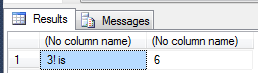 Results Messages
(No column name) (No column name)
1 3! is 6